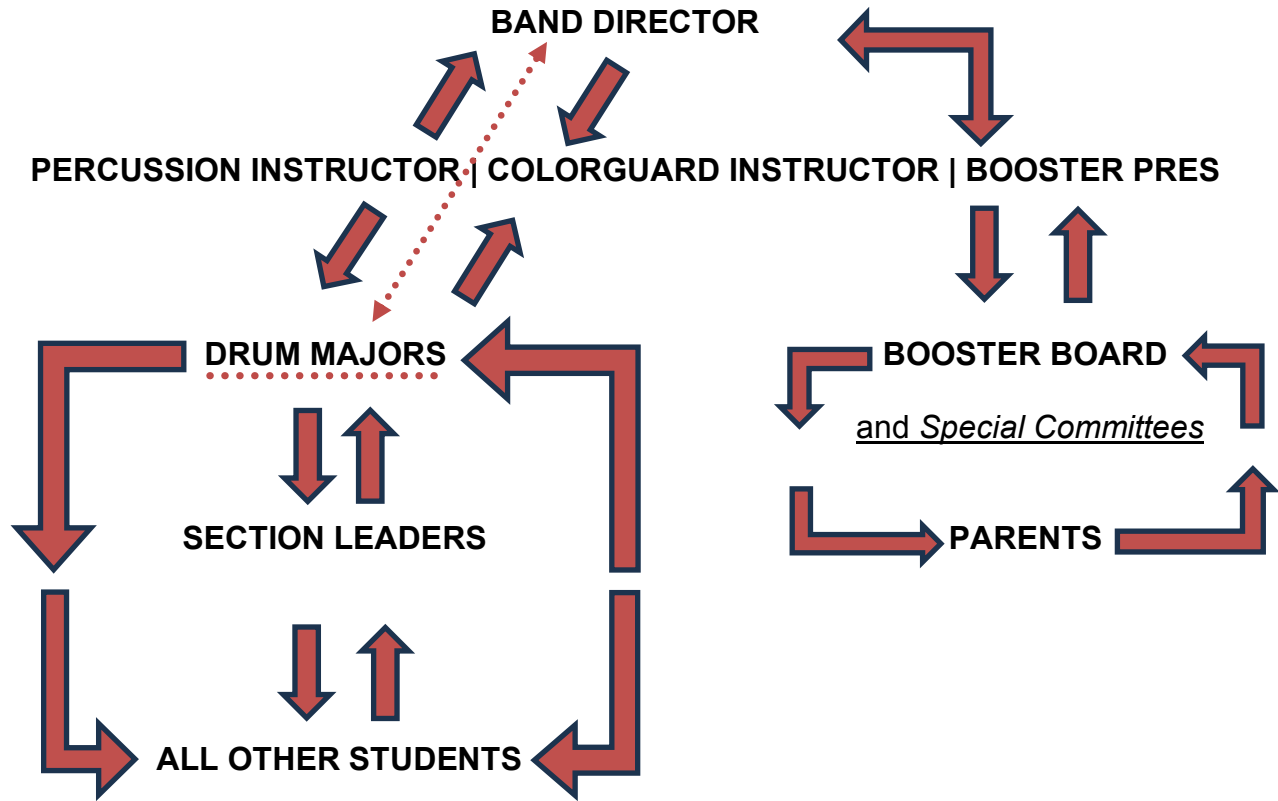 BAND DIRECTOR
PERCUSSION INSTRUCTOR | COLORGUARD INSTRUCTOR | BOOSTER PRES
DRUM MAJORS
BOOSTER BOARD
and Special Committees
SECTION LEADERS
PARENTS
ALL OTHER STUDENTS